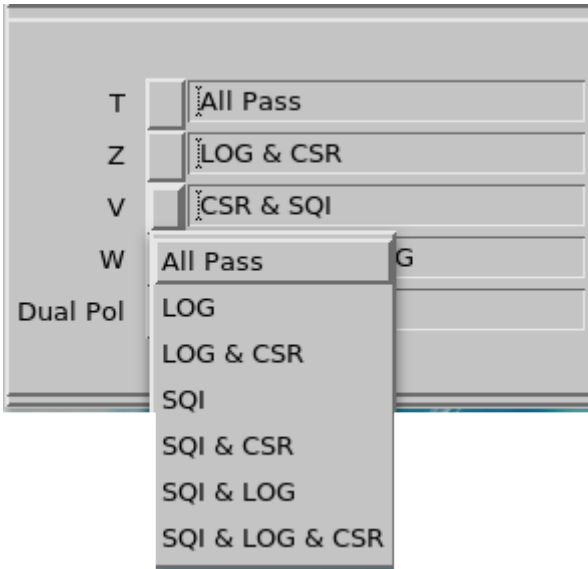 T All Pass
Z LOG & CSR
V CSR & SQI
W G
Dual Pol
All Pass
LOG
LOG & CSR
SQI
SQI & CSR
SQI & LOG
SQI & LOG & CSR